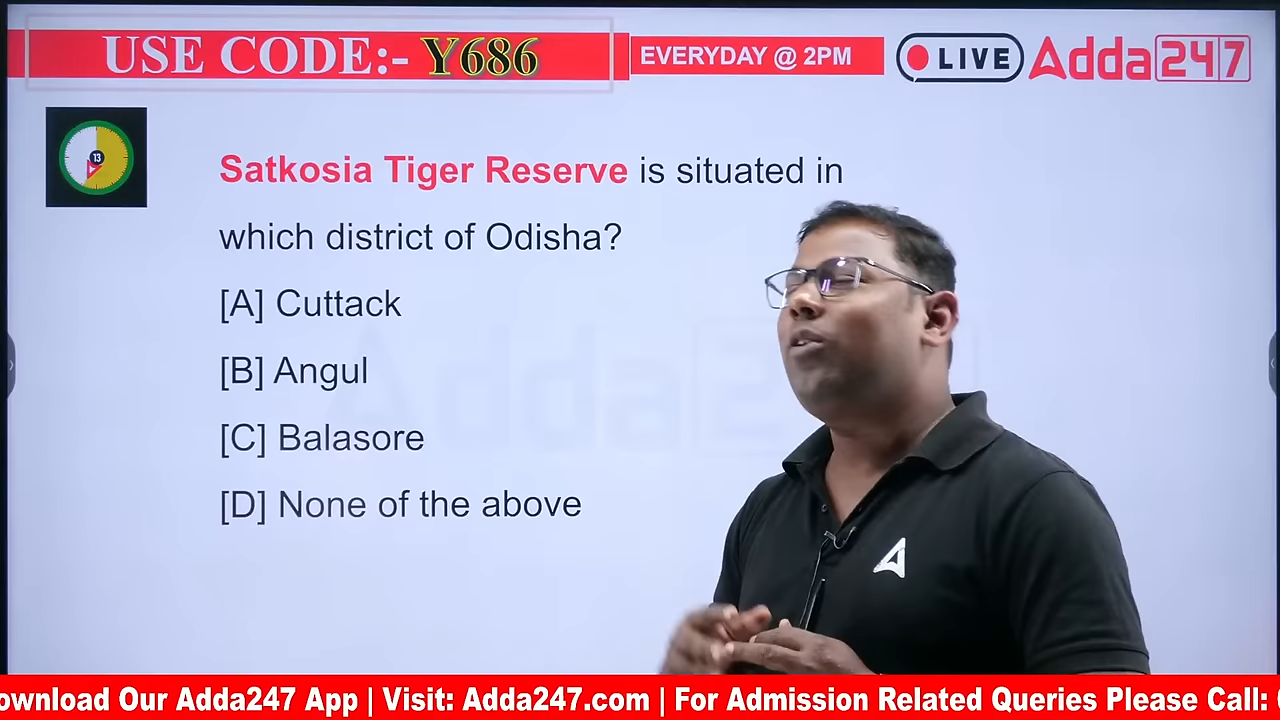 USE CODE:- Y686
EVERYDAY @ 2PM
LIVE
Adda247
13
Satkosia Tiger Reserve is situated in
which district of Odisha?
[A] Cuttack
[B] Angul
[C] Balasore
[D] None of the above
ownload Our Adda247 App | Visit: Adda247.com | For Admission Related Queries Please Call: